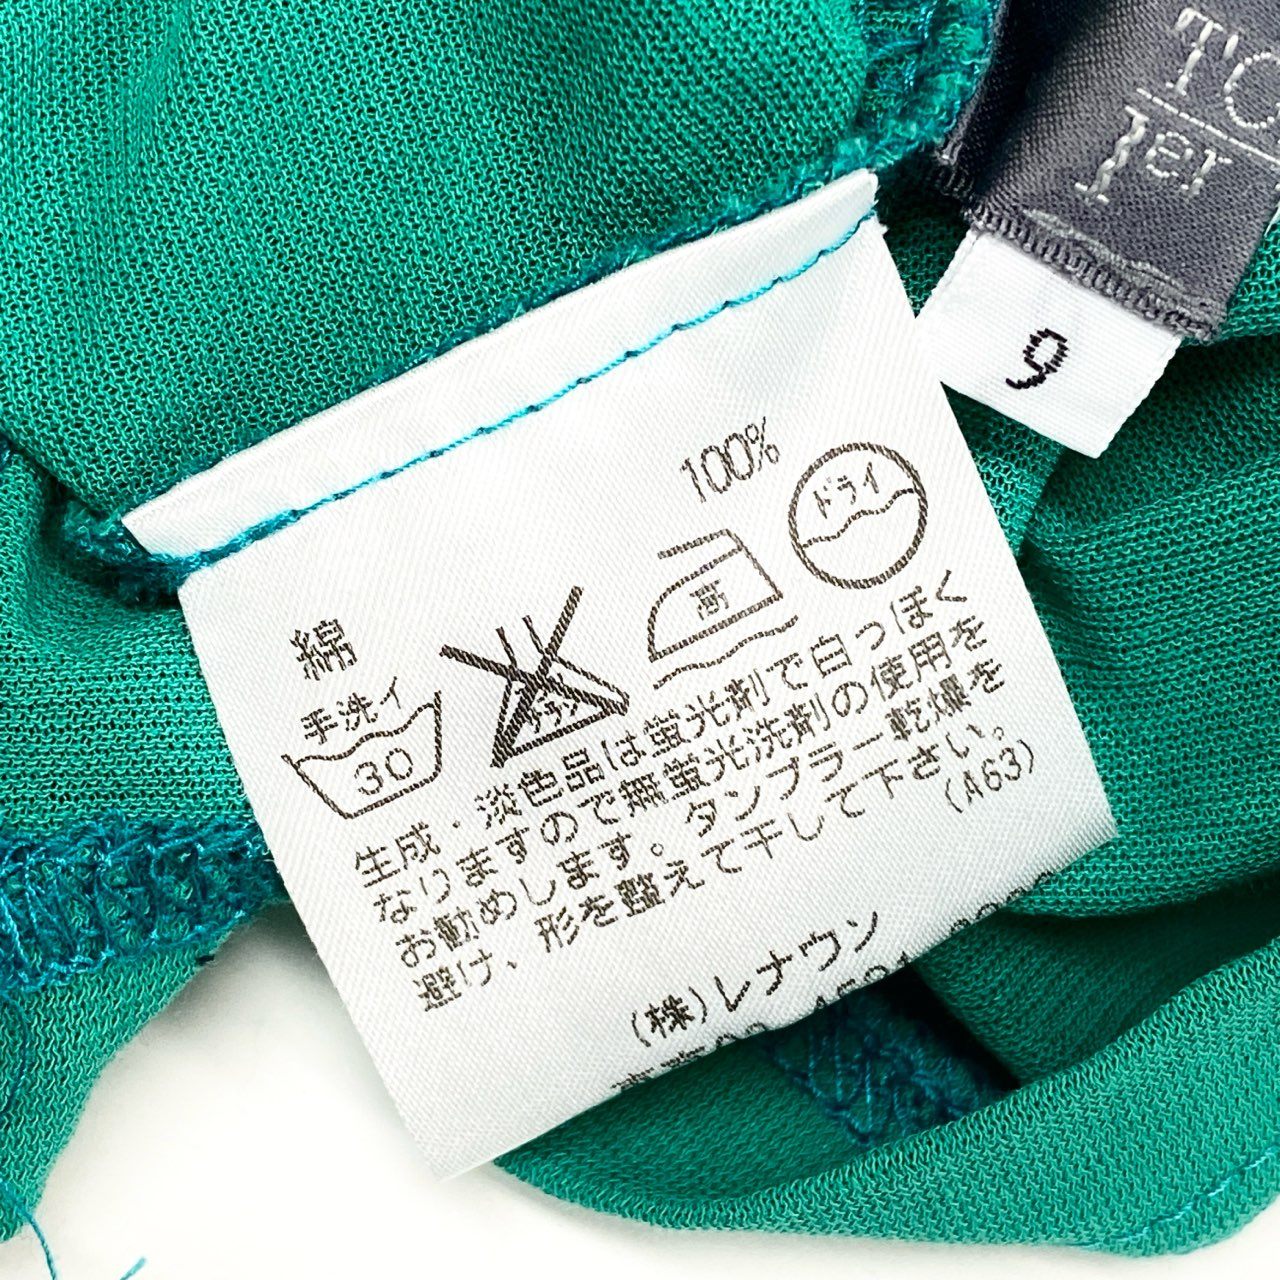 TO
1er
9
綿 100%
手洗イ
30
高
ドライ
生成・淡色品は蛍光剤で白っぽく
なりますので無蛍光洗剤の使用を
お勧めします。タンブラー乾燥を
避け、形を整えて干して下さい。
(A63)
(株)レナウン